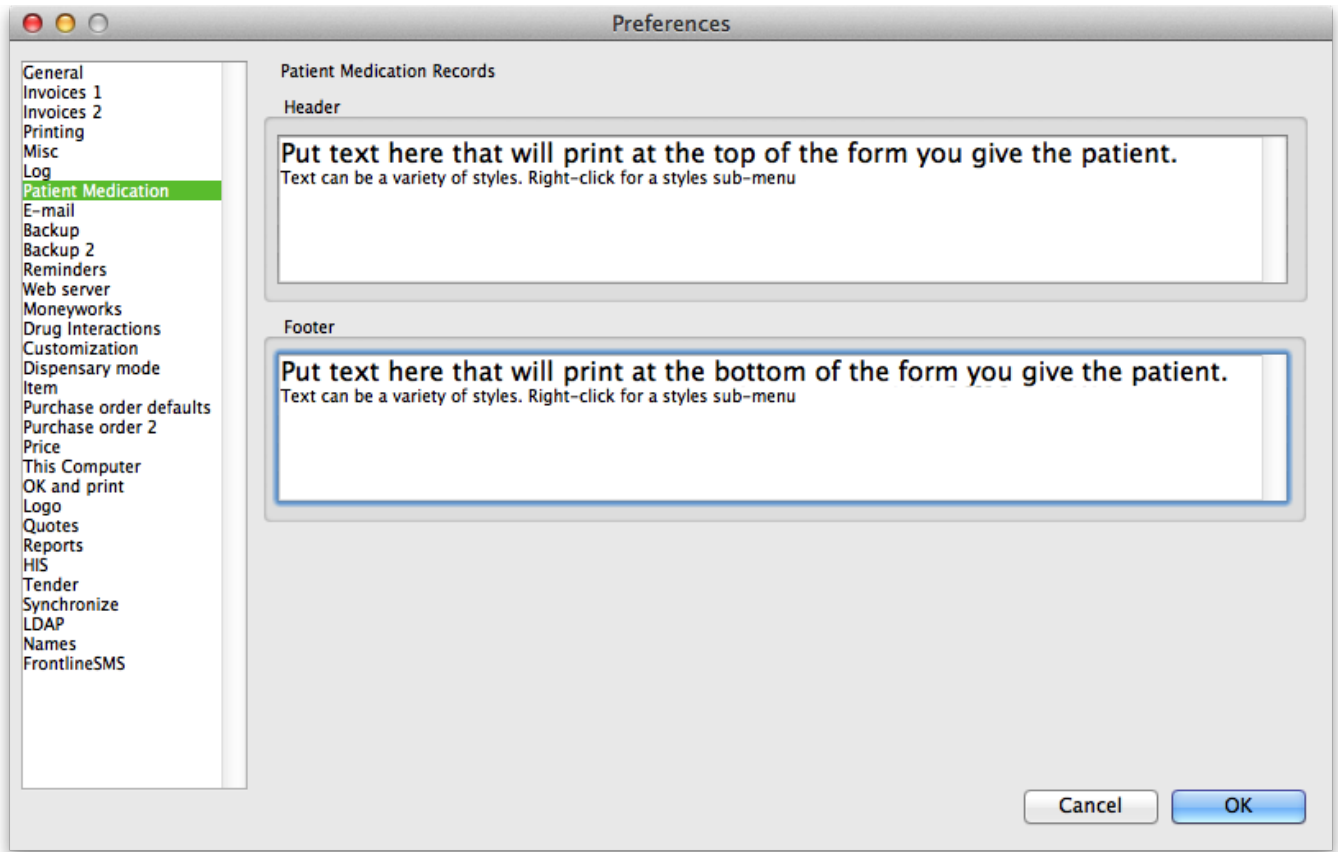 Preferences
General
Invoices 1
Invoices 2
Printing
Misc
Log
Patient Medication
E-mail
Backup
Backup 2
Reminders
Web server
Moneyworks
Drug Interactions
Customization
Dispensary mode
Item
Purchase order defaults
Purchase order 2
Price
This Computer
OK and print
Logo
Quotes
Reports
HIS
Tender
Synchronize
LDAP
Names
FrontlineSMS
Patient Medication Records
Header
Put text here that will print at the top of the form you give the patient.
Text can be a variety of styles. Right-click for a styles sub-menu
Footer
Put text here that will print at the bottom of the form you give the patient.
Text can be a variety of styles. Right-click for a styles sub-menu
Cancel
OK